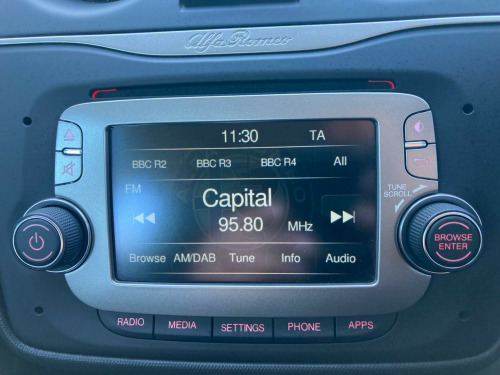 Alfa Romeo
11:30 TA
BBC R2 BBC R3 BBC R4 All
FM
Capital
95.80 MHz
TUNE
SCROLL
BROWSE
ENTER
Browse AM/DAB Tune Info Audio
RADIO MEDIA SETTINGS PHONE APPS